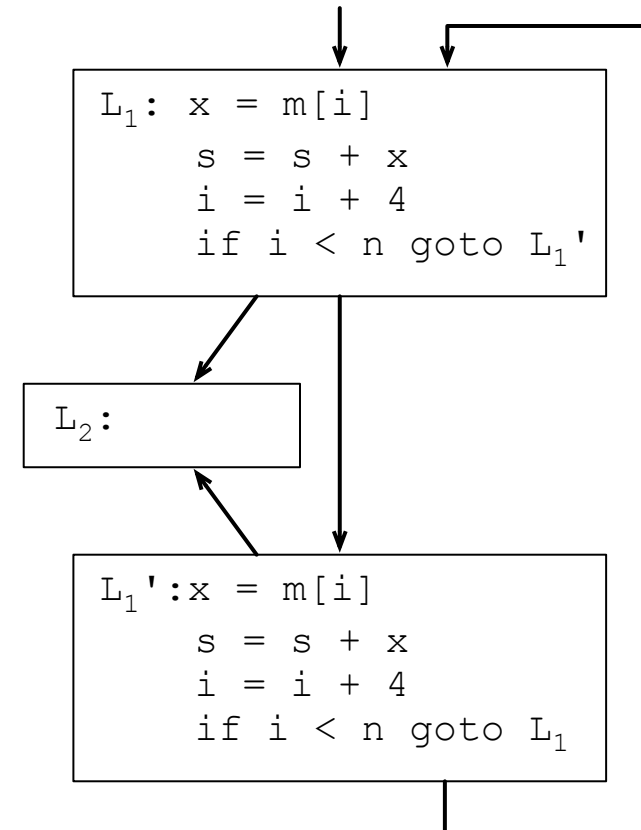 L₁: x = m[i]
s = s + x
i = i + 4
if i < n goto L₁'
L₂:
L₁':x = m[i]
s = s + x
i = i + 4
if i < n goto L₁